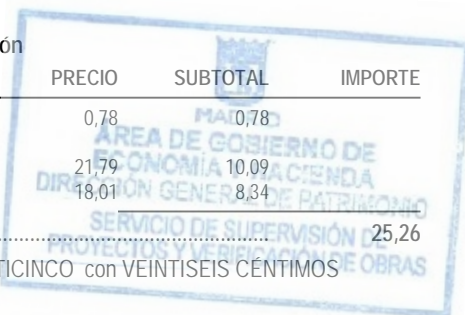 ón
PRECIO SUBTOTAL IMPORTE
0,78 0,78
MADRID
ÁREA DE GOBIERNO DE
ECONOMÍA Y HACIENDA
21,79 10,09
DIRECCIÓN GENERAL DE PATRIMONIO
18,01 8,34
SERVICIO DE SUPERVISIÓN DE
25,26
PROYECTOS Y VERIFICACIÓN DE OBRAS
TICINCO con VEINTISEIS CÉNTIMOS